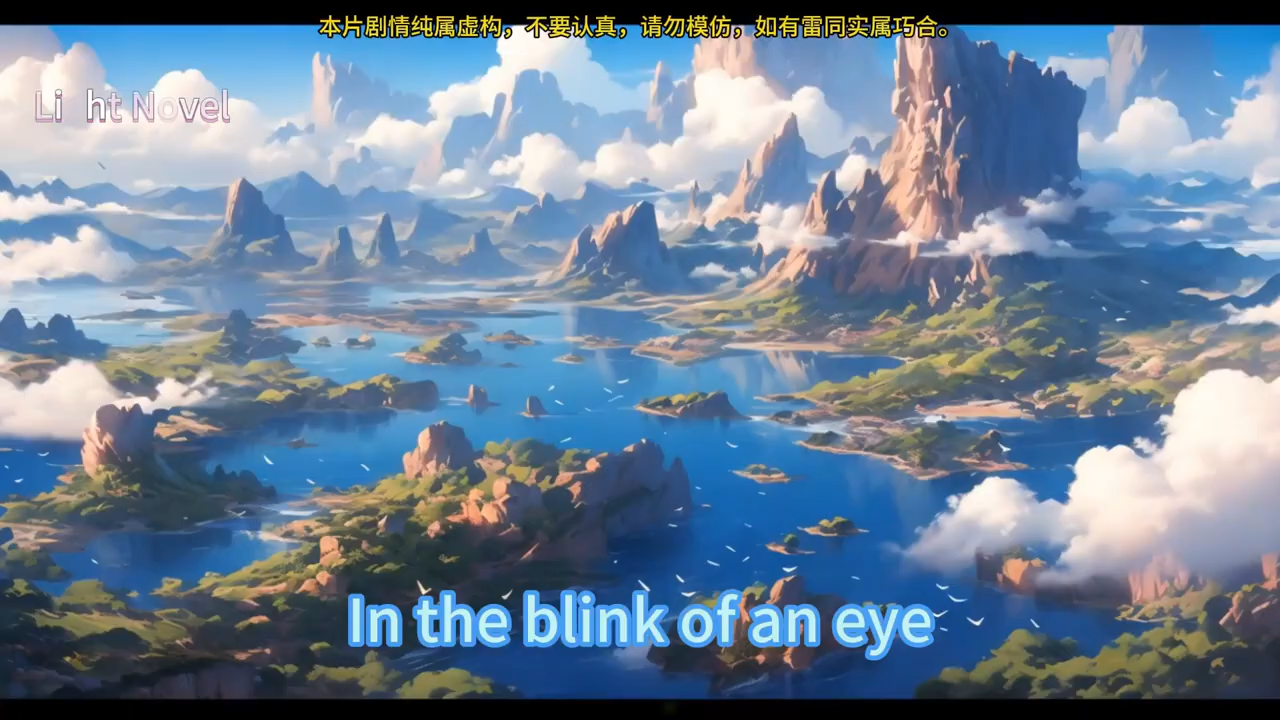 本片剧情纯属虚构，不要认真，请勿模仿，如有雷同实属巧合。
Li ht Novel
In the blink of an eye